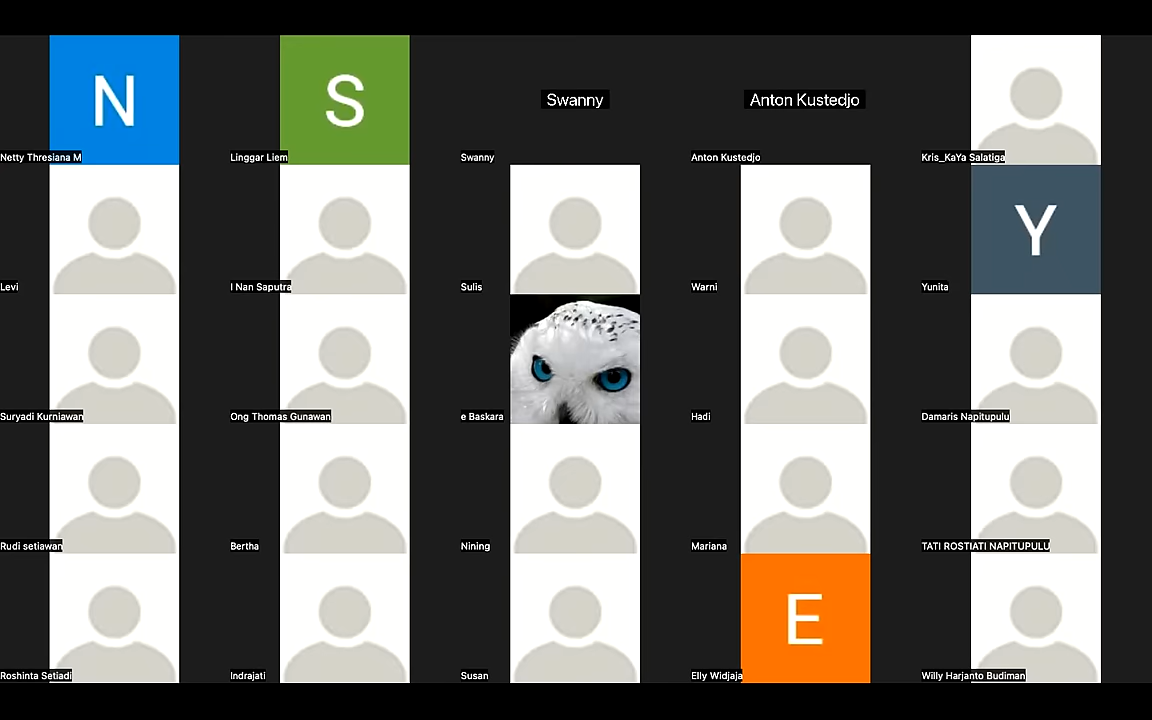 N
S
Swanny
Anton Kustedjo
Netty Thresiana M
Linggar Liem
Swanny
Anton Kustedjo
Kris_KaYa Salatiga
Y
Levi
I Nan Saputra
Sulis
Warni
Yunita
Suryadi Kurniawan
Ong Thomas Gunawan
e Baskara
Hadi
Damaris Napitupulu
Rudi setiawan
Bertha
Nining
Mariana
TATI ROSTIATI NAPITUPULU
E
Roshinta Setiadi
Indrajati
Susan
Elly Widjaja
Willy Harjanto Budiman